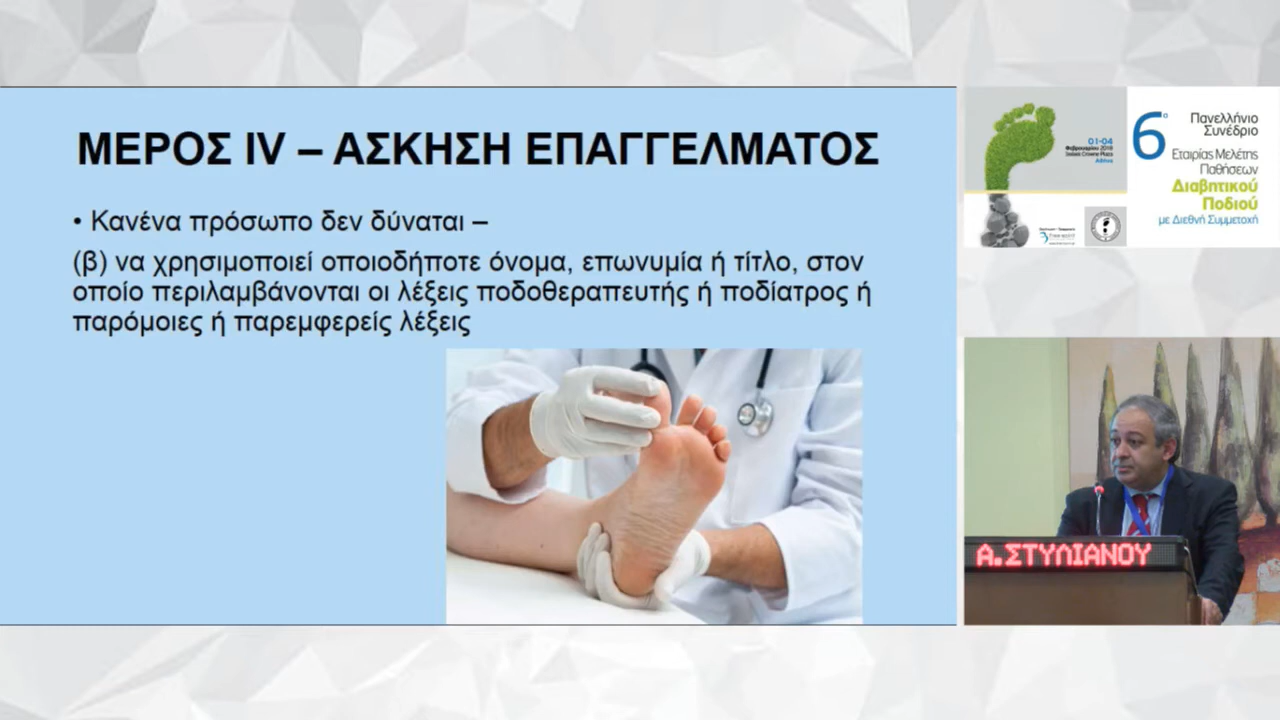 ΜΕΡΟΣ IV – ΑΣΚΗΣΗ ΕΠΑΓΓΕΛΜΑΤΟΣ
• Κανένα πρόσωπο δεν δύναται –
(β) να χρησιμοποιεί οποιοδήποτε όνομα, επωνυμία ή τίτλο, στον
οποίο περιλαμβάνονται οι λέξεις ποδοθεραπευτής ή ποδίατρος ή
παρόμοιες ή παρεμφερείς λέξεις
01-04
Φεβρουαρίου 2018
Crowne Plaza
Αθήνα
6ο
Πανελλήνιο
Συνέδριο
Εταιρίας Μελέτης
Παθήσεων
Διαβητικού
Ποδιού
με Διεθνή Συμμετοχή
Α.ΣΤΥΛΙΑΝΟΥ